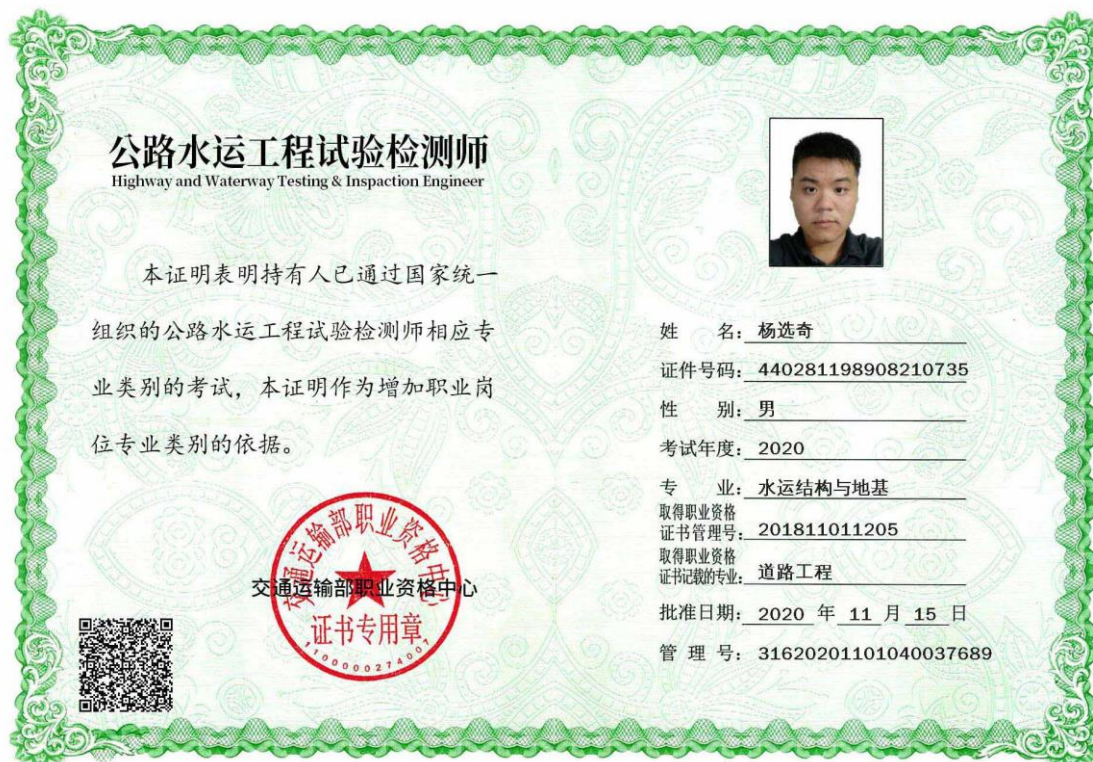 公路水运工程试验检测师
Highway and Waterway Testing & Inspaction Engineer
本证明表明持有人已通过国家统一
组织的公路水运工程试验检测师相应专
业类别的考试，本证明作为增加职业岗
位专业类别的依据。
交通运输部职业资格中心
交通运输部职业资格中心
证书专用章
1100000274007
姓 名：杨选奇
证件号码：440281198908210735
性 别：男
考试年度：2020
专 业：水运结构与地基
取得职业资格
证书管理号：201811011205
取得职业资格
证书记载的专业：道路工程
批准日期：2020 年 11 月 15 日
管 理 号：31620201101040037689